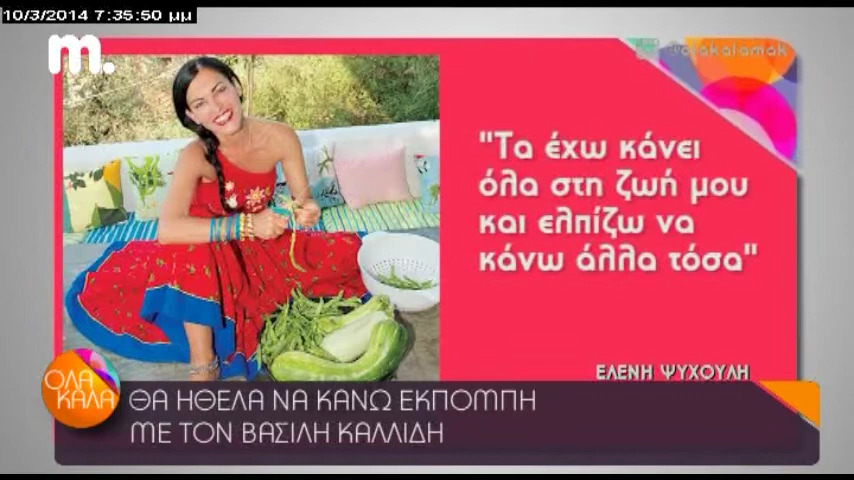 10/3/2014 7:35:50 μμ
m.
"Τα έχω κάνει
όλα στη ζωή μου
και ελπίζω να
κάνω άλλα τόσα"
ΕΛΕΝΗ ΨΥΧΟΥΛΗ
ΟΛΑ
ΚΑΛΑ
ΘΑ ΗΘΕΛΑ ΝΑ ΚΑΝΩ ΕΚΠΟΜΠΗ
ΜΕ ΤΟΝ ΒΑΣΙΛΗ ΚΑΛΛΙΔΗ